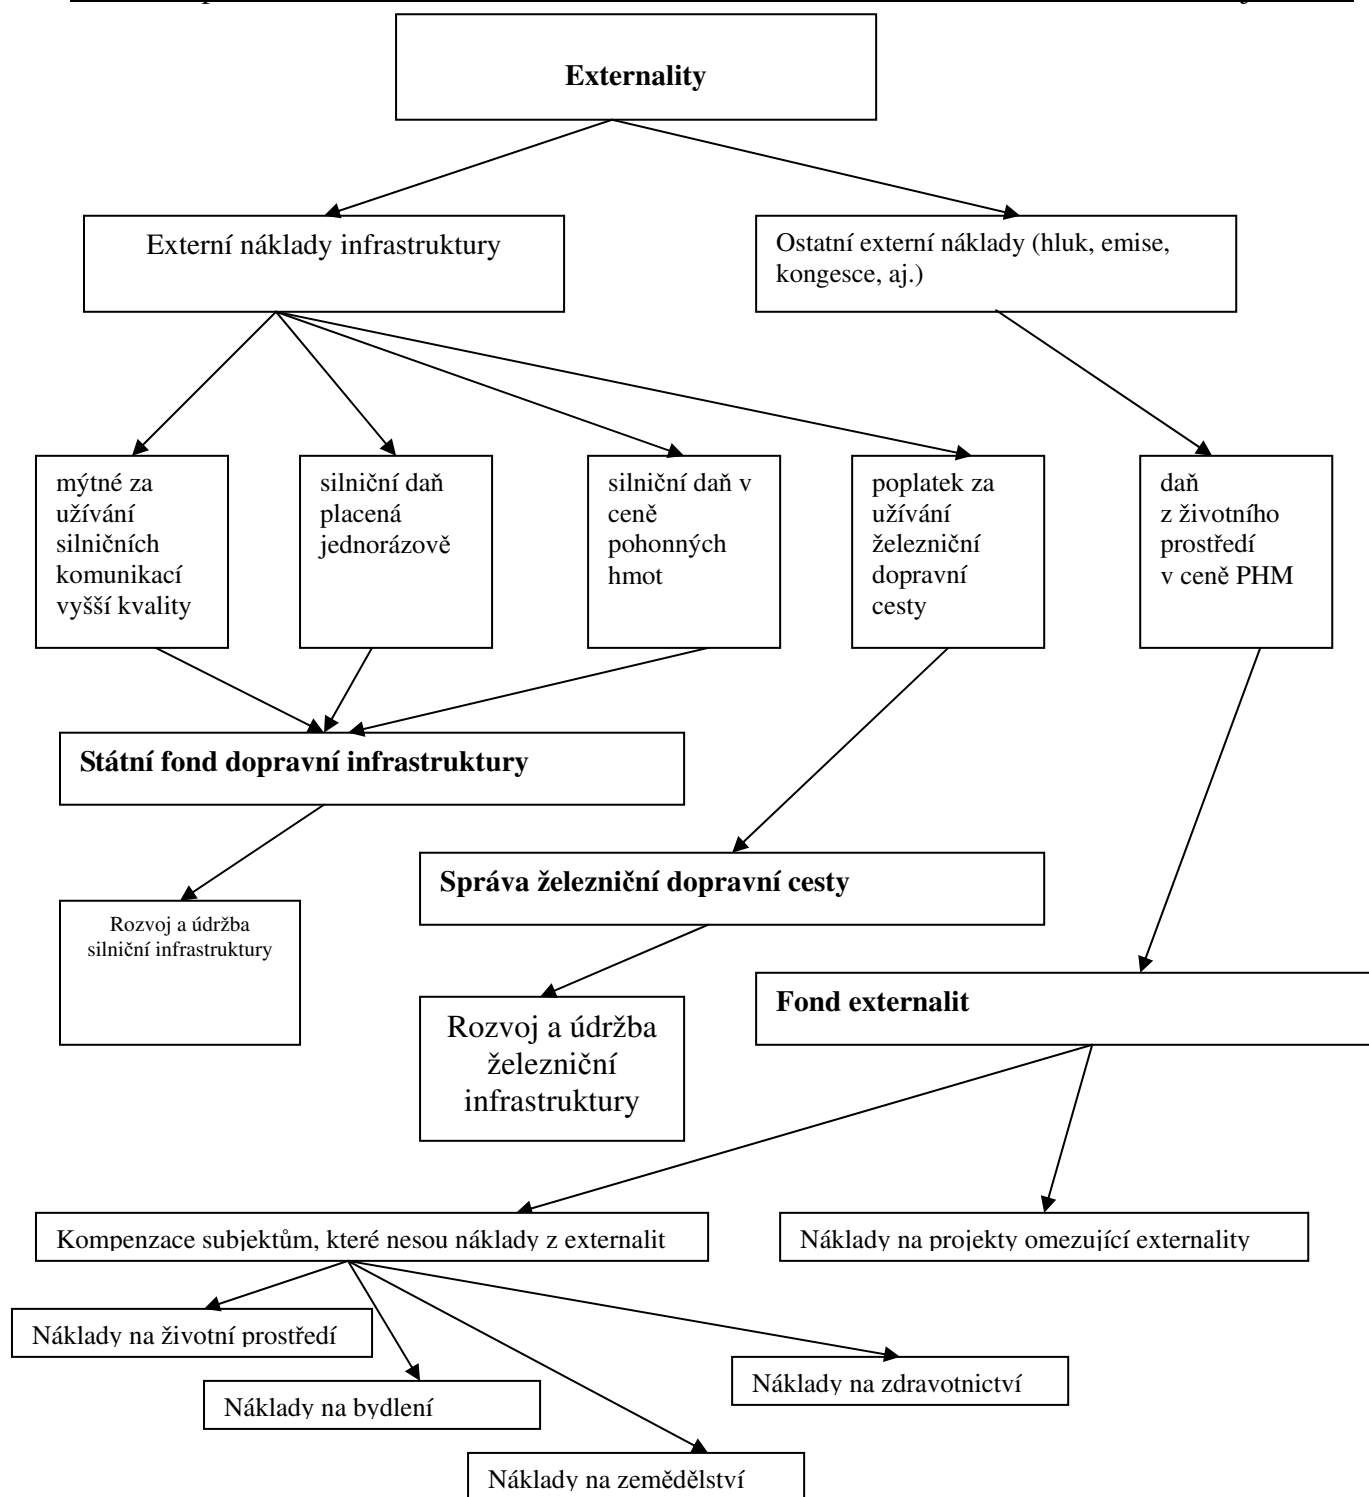 Externality
Externí náklady infrastruktury
Ostatní externí náklady (hluk, emise,
kongesce, aj.)
mýtné za
užívání
silničních
komunikací
vyšší kvality
silniční daň
placená
jednorázově
silniční daň v
ceně
pohonných
hmot
poplatek za
užívání
železniční
dopravní
cesty
daň
z životního
prostředí
v ceně PHM
Státní fond dopravní infrastruktury
Správa železniční dopravní cesty
Rozvoj a údržba
silniční infrastruktury
Fond externalit
Rozvoj a údržba
železniční
infrastruktury
Kompenzace subjektům, které nesou náklady z externalit
Náklady na projekty omezující externality
Náklady na životní prostředí
Náklady na zdravotnictví
Náklady na bydlení
Náklady na zemědělství